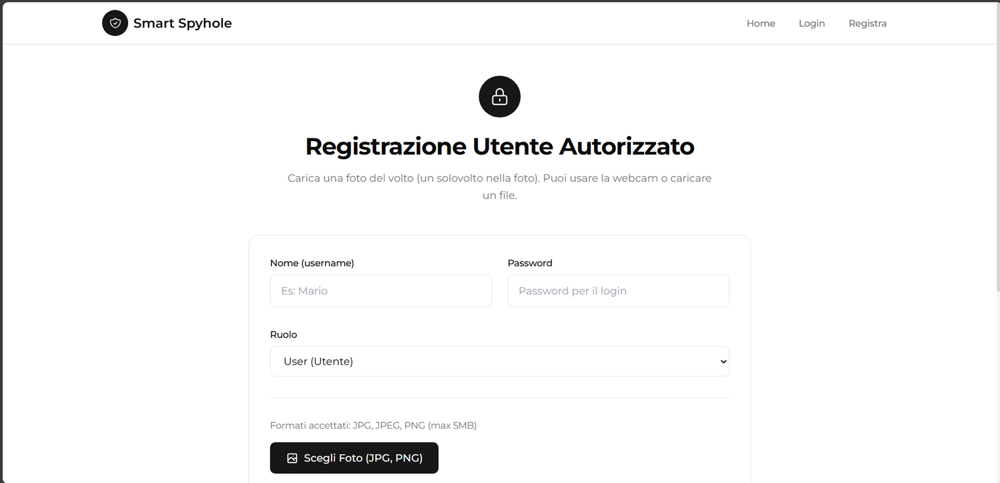 Smart Spyhole
Home Login Registra
Registrazione Utente Autorizzato
Carica una foto del volto (un solovolto nella foto). Puoi usare la webcam o caricare
un file.
Nome (username) Password
Es: Mario Password per il login
Ruolo
User (Utente)
Formati accettati: JPG, JPEG, PNG (max 5MB)
Scegli Foto (JPG, PNG)